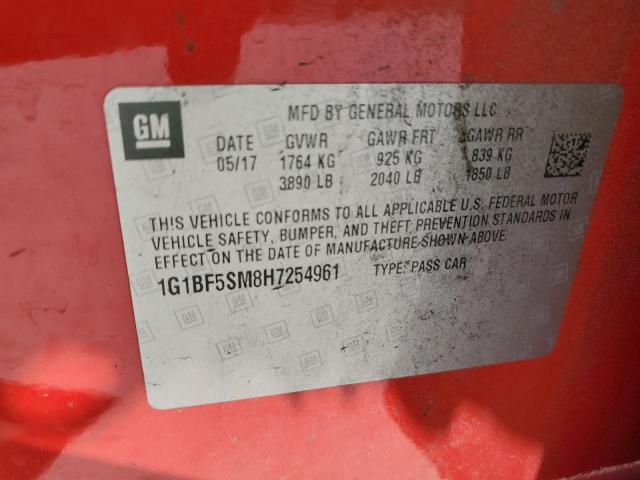 GM
MFD BY GENERAL MOTORS LLC
DATE GVWR GAWR FRT GAWR RR
05/17 1764 KG 925 KG 839 KG
3890 LB 2040 LB 1850 LB
THIS VEHICLE CONFORMS TO ALL APPLICABLE U.S. FEDERAL MOTOR
VEHICLE SAFETY, BUMPER, AND THEFT PREVENTION STANDARDS IN
EFFECT ON THE DATE OF MANUFACTURE SHOWN ABOVE.
1G1BF5SM8H7254961 TYPE: PASS CAR